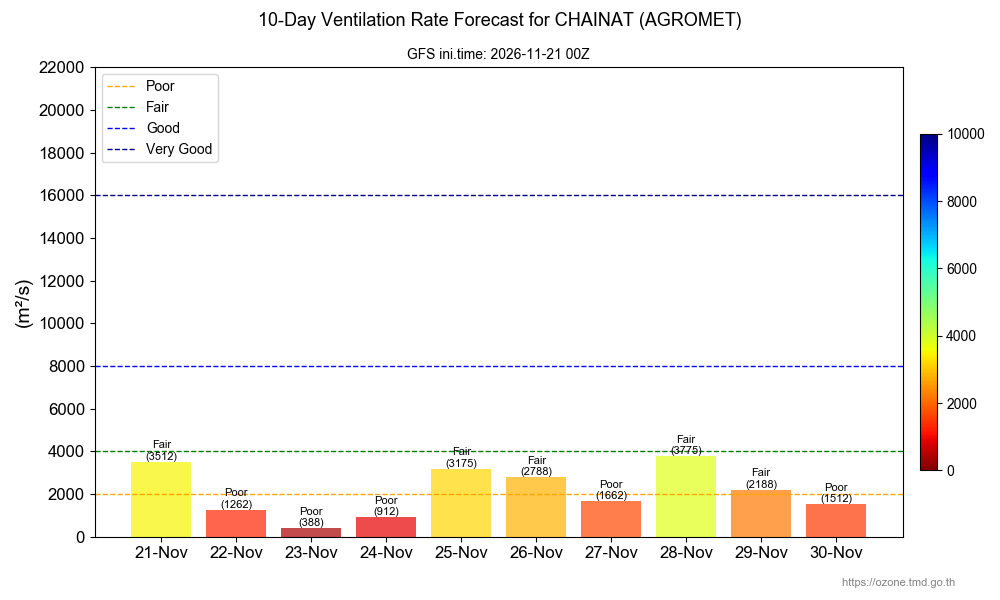 10-Day Ventilation Rate Forecast for CHAINAT (AGROMET)
GFS ini.time: 2026-11-21 00Z
(m²/s)
22000
20000
18000
16000
14000
12000
10000
8000
6000
4000
2000
0
Poor
Fair
Good
Very Good
Fair
(3512)
Poor
(1262)
Poor
(388)
Poor
(912)
Fair
(3175)
Fair
(2788)
Poor
(1662)
Fair
(3775)
Fair
(2188)
Poor
(1512)
21-Nov 22-Nov 23-Nov 24-Nov 25-Nov 26-Nov 27-Nov 28-Nov 29-Nov 30-Nov
10000
8000
6000
4000
2000
0
https://ozone.tmd.go.th